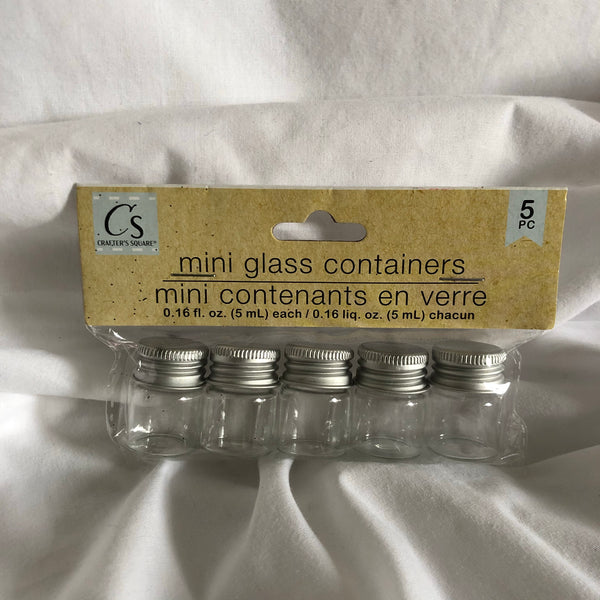 Cs
CRAFTER'S SQUARE®
5
PC
mini glass containers
mini contenants en verre
0.16 fl. oz. (5 mL) each / 0.16 liq. oz. (5 mL) chacun